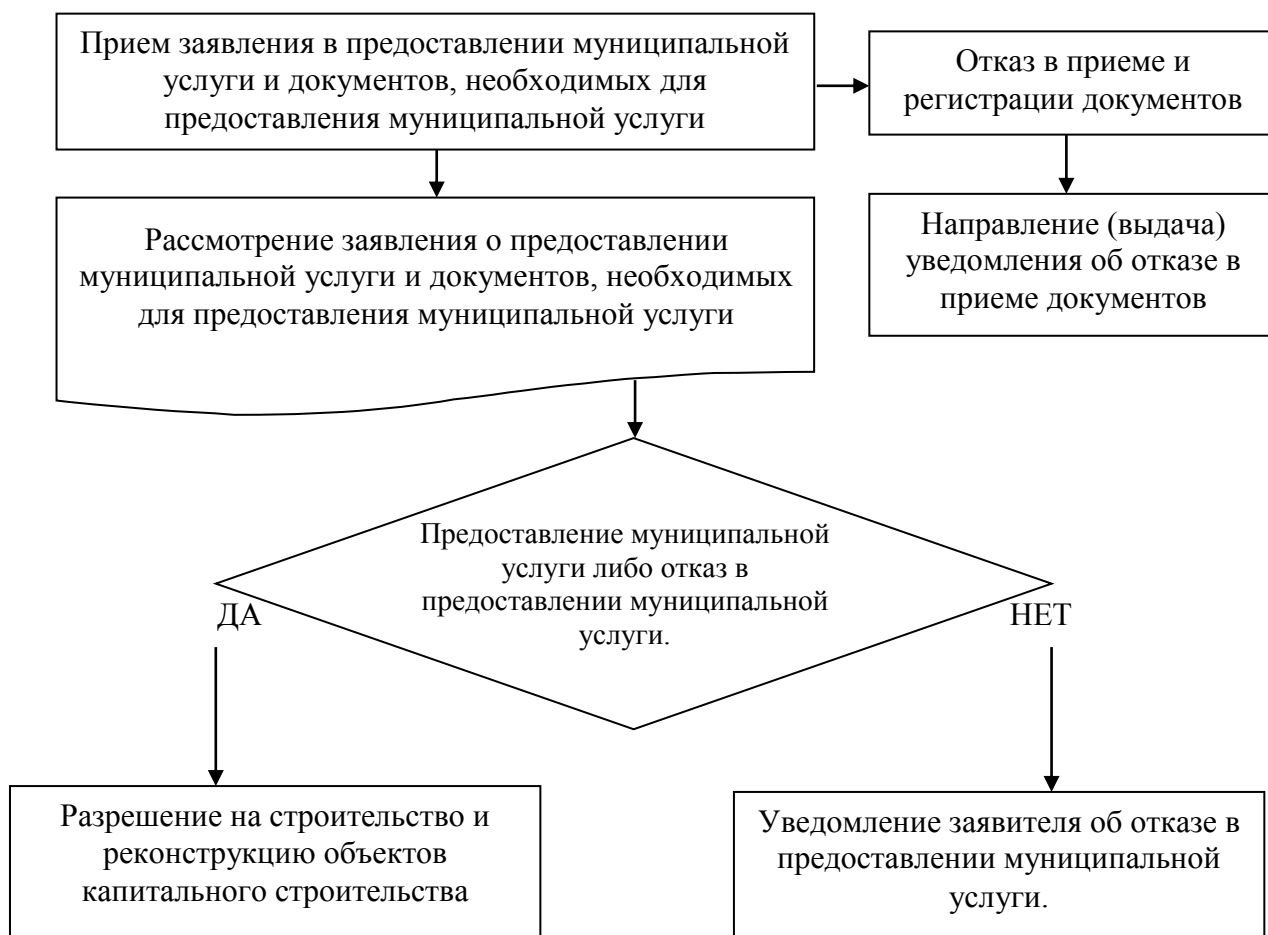 Прием заявления в предоставлении муниципальной
услуги и документов, необходимых для
предоставления муниципальной услуги
Отказ в приеме и
регистрации документов
Рассмотрение заявления о предоставлении
муниципальной услуги и документов, необходимых
для предоставления муниципальной услуги
Направление (выдача)
уведомления об отказе в
приеме документов
Предоставление муниципальной
услуги либо отказ в
предоставлении муниципальной
услуги.
ДА
НЕТ
Разрешение на строительство и
реконструкцию объектов
капитального строительства
Уведомление заявителя об отказе в
предоставлении муниципальной
услуги.